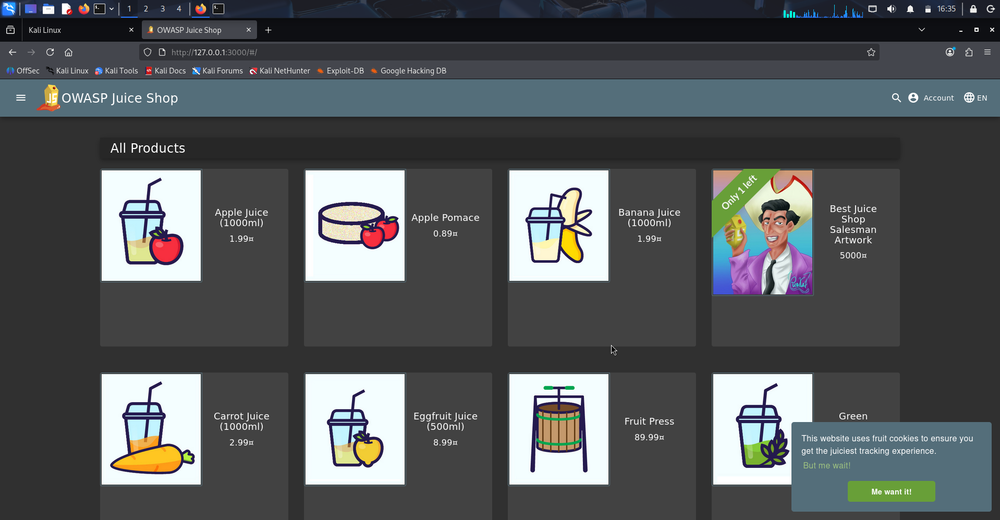 1 2 3 4
16:35
Kali Linux
OWASP Juice Shop
http://127.0.0.1:3000/#/
OffSec Kali Linux Kali Tools Kali Docs Kali Forums Kali NetHunter Exploit-DB Google Hacking DB
JS
OWASP Juice Shop
Account
EN
All Products
Apple Juice
(1000ml)
1.99¤
Apple Pomace
0.89¤
Banana Juice
(1000ml)
1.99¤
Only 1 left
Best Juice
Shop
Salesman
Artwork
5000¤
Carrot Juice
(1000ml)
2.99¤
Eggfruit Juice
(500ml)
8.99¤
Fruit Press
89.99¤
Green
This website uses fruit cookies to ensure you
get the juiciest tracking experience.
But me wait!
Me want it!